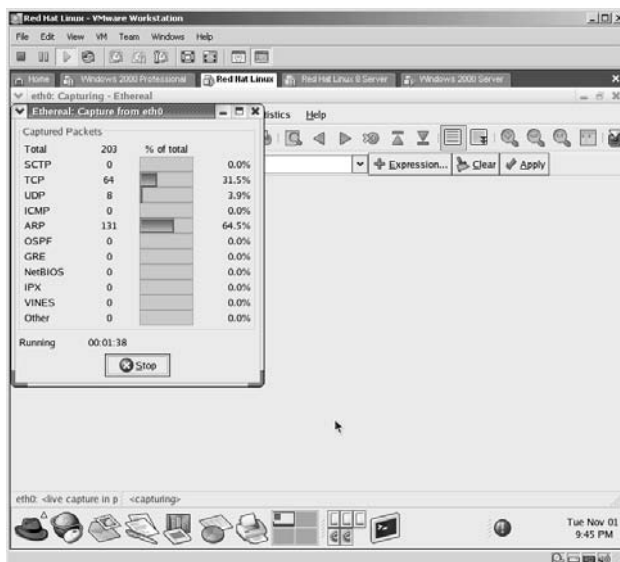 Red Hat Linux - VMware Workstation
File Edit View VM Team Windows Help
Home Windows 2000 Professional Red Hat Linux Red Hat Linux 8 Server Windows 2000 Server
eth0: Capturing - Ethereal
Ethereal: Capture from eth0
istics Help
Captured Packets
Total 203 % of total
SCTP 0 0.0%
TCP 64 31.5%
UDP 8 3.9%
ICMP 0 0.0%
ARP 131 64.5%
OSPF 0 0.0%
GRE 0 0.0%
NetBIOS 0 0.0%
IPX 0 0.0%
VINES 0 0.0%
Other 0 0.0%
Expression... Clear Apply
Running 00:01:38
Stop
eth0: <live capture in p <capturing>
Tue Nov 01
9:45 PM